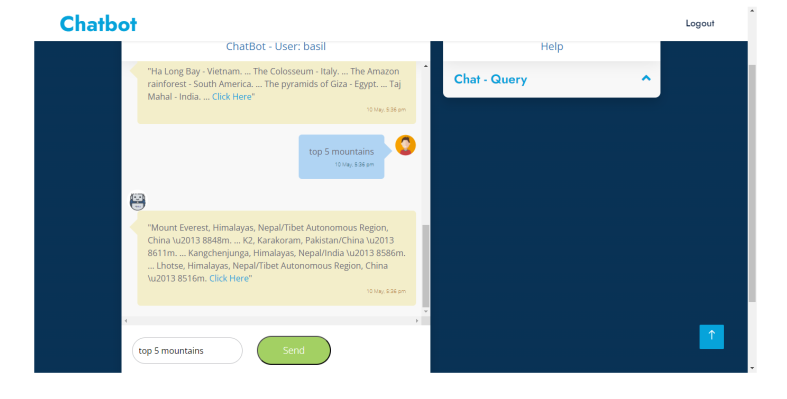 Chatbot
Logout
ChatBot - User: basil
Help
"Ha Long Bay - Vietnam. ... The Colosseum - Italy. ... The Amazon
rainforest - South America. ... The pyramids of Giza - Egypt. ... Taj
Mahal - India. ... Click Here"
10 May, 6:36 pm
Chat - Query
top 5 mountains
10 May, 6:36 pm
"Mount Everest, Himalayas, Nepal/Tibet Autonomous Region,
China \u2013 8848m. ... K2, Karakoram, Pakistan/China \u2013
8611m. ... Kangchenjunga, Himalayas, Nepal/India \u2013 8586m.
... Lhotse, Himalayas, Nepal/Tibet Autonomous Region, China
\u2013 8516m. Click Here"
10 May, 6:36 pm
top 5 mountains
Send